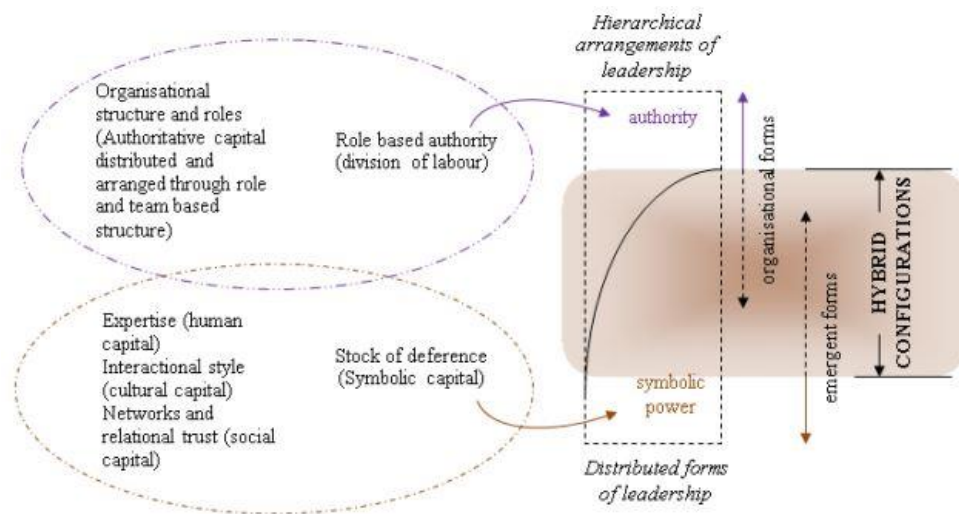 Organisational
structure and roles
(Authoritative capital
distributed and
arranged through role
and team based
structure)
Role based authority
(division of labour)
Expertise (human
capital)
Interactional style
(cultural capital)
Networks and
relational trust (social
capital)
Stock of deference
(Symbolic capital)
Hierarchical
arrangements of
leadership
authority
symbolic
power
Distributed forms
of leadership
organisational forms
emergent forms
HYBRID
CONFIGURATIONS